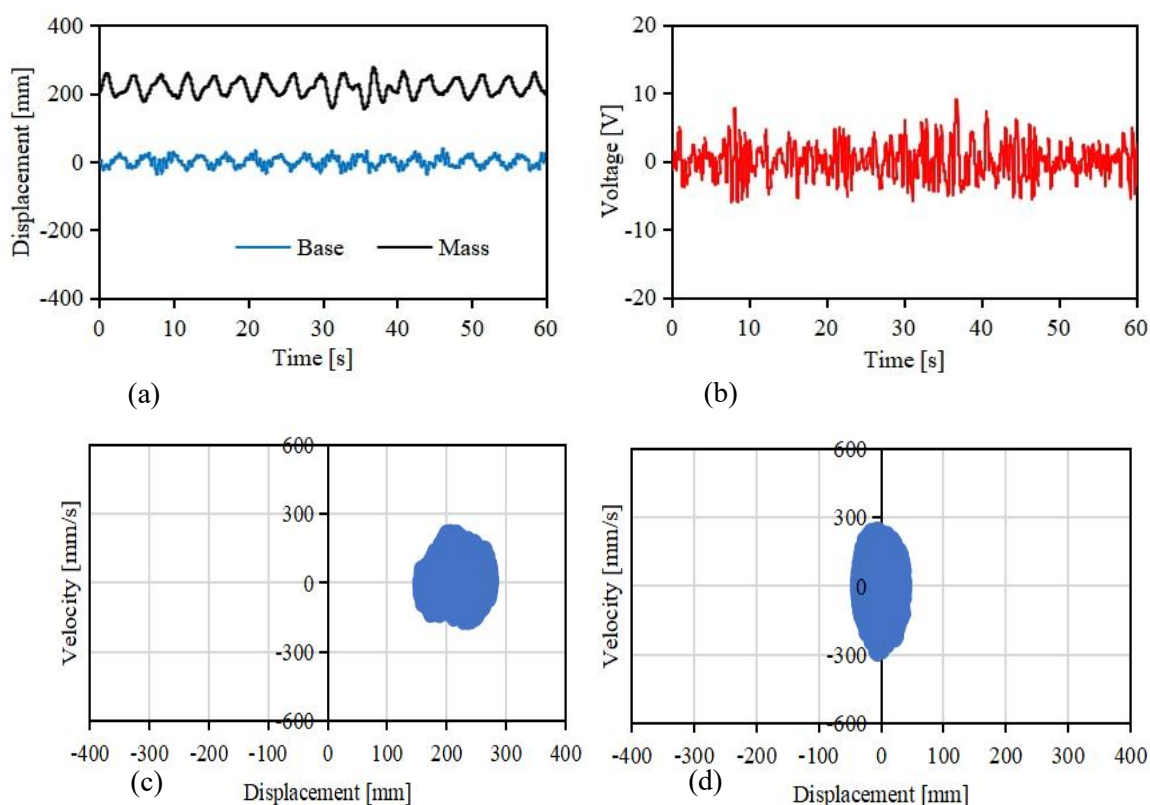 400
200
0
-200
-400
Displacement [mm]
Base
Mass
0 10 20 30 40 50 60
Time [s]
(a)
20
10
0
-10
-20
Voltage [V]
0 10 20 30 40 50 60
Time [s]
(b)
600
300
0
-300
-600
Velocity [mm/s]
-400 -300 -200 -100 0 100 200 300 400
(c)
Displacement [mm]
600
300
0
-300
-600
Velocity [mm/s]
-400 -300 -200 -100 0 100 200 300 400
(d)
Displacement [mm]